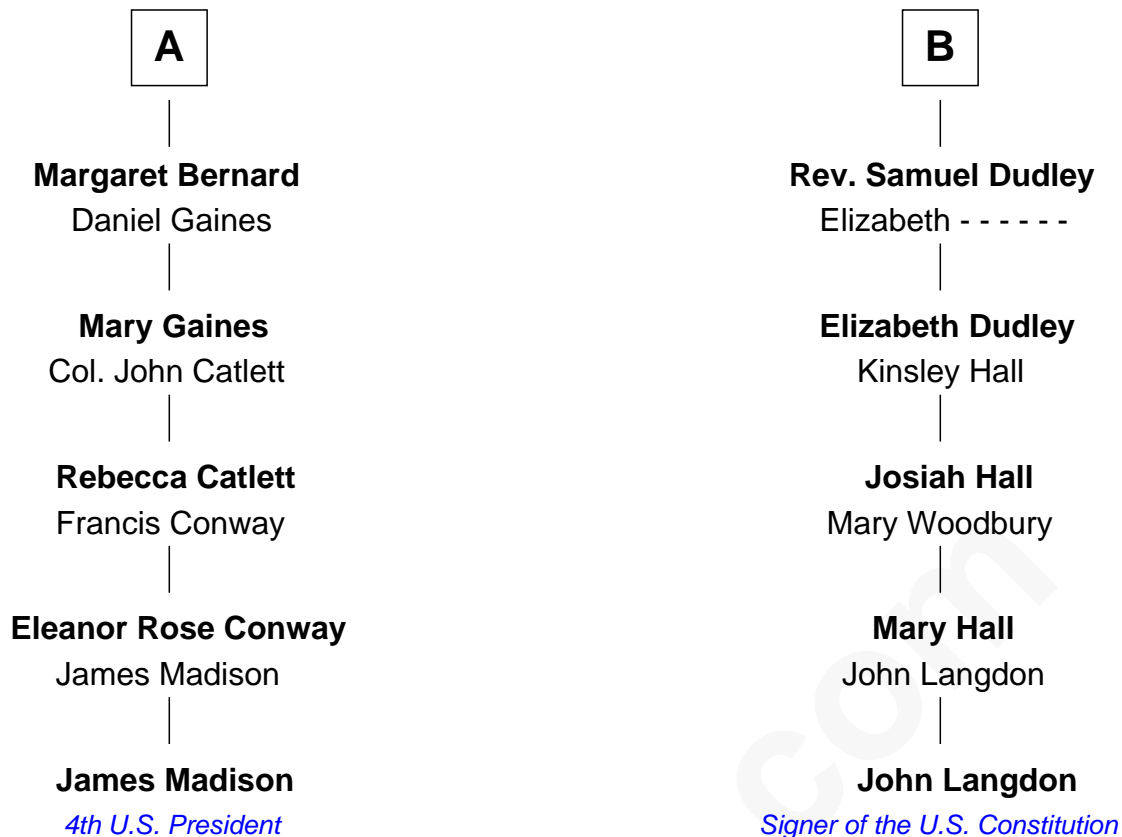 A
Margaret Bernard
Daniel Gaines
Mary Gaines
Col. John Catlett
Rebecca Catlett
Francis Conway
Eleanor Rose Conway
James Madison
James Madison
4th U.S. President
B
Rev. Samuel Dudley
Elizabeth - - - - - -
Elizabeth Dudley
Kinsley Hall
Josiah Hall
Mary Woodbury
Mary Hall
John Langdon
John Langdon
Signer of the U.S. Constitution
com